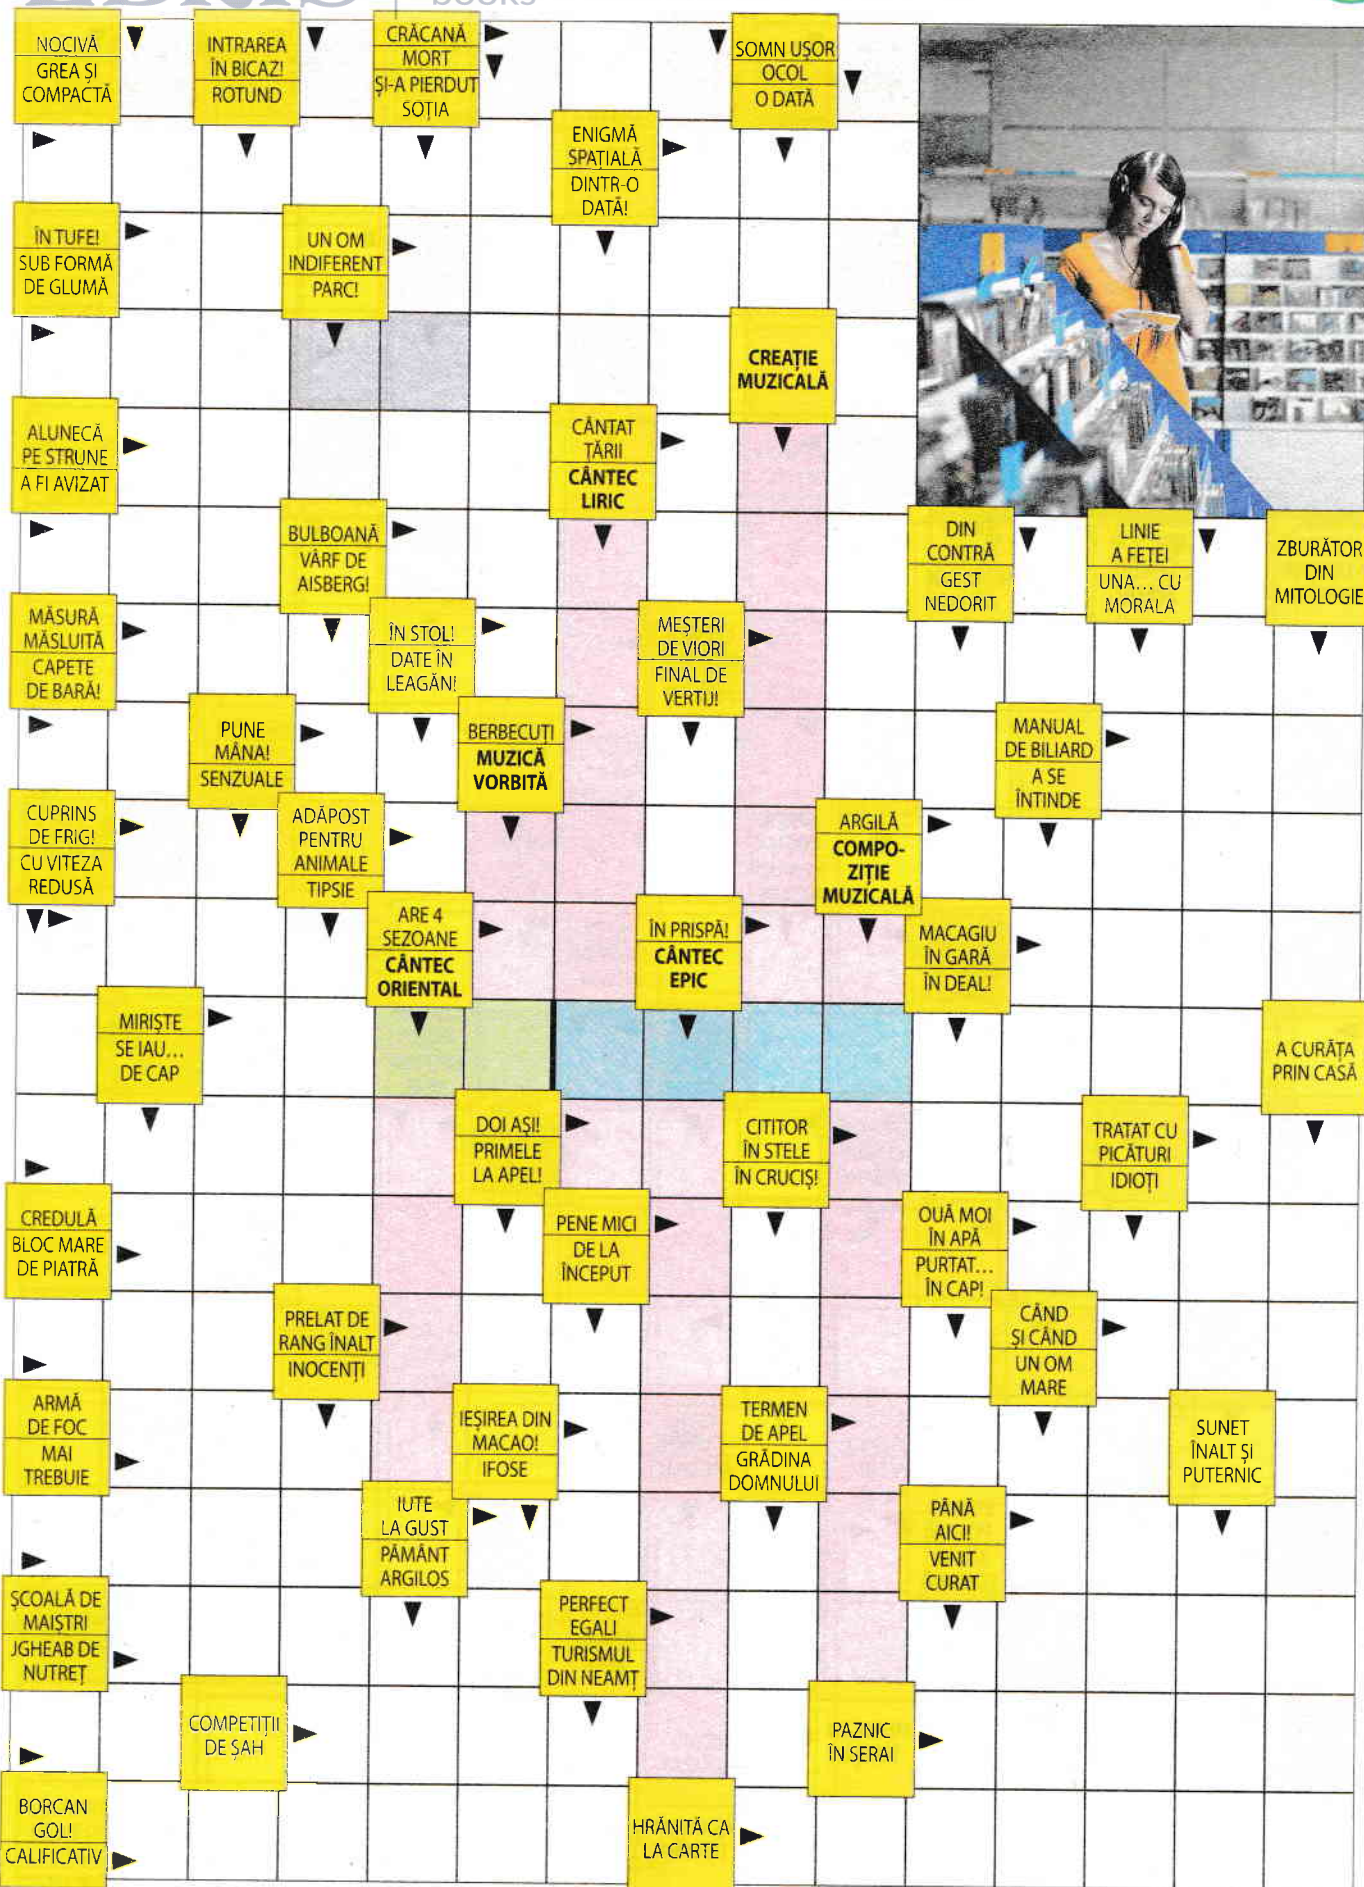 BOOKS
NOCIVĂ
GREA ȘI
COMPACTĂ
INTRAREA
ÎN BICAZ!
ROTUND
CRĂCANĂ
MORT
ȘI-A PIERDUT
SOȚIA
SOMN UȘOR
OCOL
O DATĂ
ENIGMĂ
SPAȚIALĂ
DINTR-O
DATĂ!
ÎN TUFE!
SUB FORMĂ
DE GLUMĂ
UN OM
INDIFERENT
PARC!
CREAȚIE
MUZICALĂ
ALUNECĂ
PE STRUNE
A FI AVIZAT
CÂNTAT
ȚĂRII
CÂNTEC
LIRIC
BULBOANĂ
VÂRF DE
AISBERG!
DIN
CONTRĂ
GEST
NEDORIT
LINIE
A FEȚEI
UNA... CU
MORALA
ZBURĂTOR
DIN
MITOLOGIE
MĂSURĂ
MĂSLUITĂ
CAPETE
DE BARĂ!
ÎN STOL!
DATE ÎN
LEAGĂN!
MEȘTERI
DE VIORI
FINAL DE
VERTIJ!
PUNE
MÂNA!
SENZUALE
BERBECUȚI
MUZICĂ
VORBITĂ
MANUAL
DE BILIARD
A SE
ÎNTINDE
CUPRINS
DE FRIG!
CU VITEZA
REDUSĂ
ADĂPOST
PENTRU
ANIMALE
TIPSIE
ARGILĂ
COMPO-
ZIȚIE
MUZICALĂ
ARE 4
SEZOANE
CÂNTEC
ORIENTAL
ÎN PRISPĂ!
CÂNTEC
EPIC
MACAGIU
ÎN GARĂ
ÎN DEAL!
MIRIȘTE
SE IAU...
DE CAP
A CURĂȚA
PRIN CASĂ
DOI AȘI!
PRIMELE
LA APEL!
CITITOR
ÎN STELE
ÎN CRUCIȘ!
TRATAT CU
PICĂTURI
IDIOȚI
CREDULĂ
BLOC MARE
DE PIATRĂ
PENE MICI
DE LA
ÎNCEPUT
OUĂ MOI
ÎN APĂ
PURTAT...
ÎN CAP!
PRELAT DE
RANG ÎNALT
INOCENȚI
CÂND
ȘI CÂND
UN OM
MARE
ARMĂ
DE FOC
MAI
TREBUIE
IEȘIREA DIN
MACAO!
IFOSE
TERMEN
DE APEL
GRĂDINA
DOMNULUI
SUNET
ÎNALT ȘI
PUTERNIC
IUTE
LA GUST
PĂMÂNT
ARGILOS
PÂNĂ
AICI!
VENIT
CURAT
ȘCOALĂ DE
MAIȘTRI
JGHEAB DE
NUTREȚ
PERFECT
EGALI
TURISMUL
DIN NEAMȚ
COMPETIȚII
DE ȘAH
PAZNIC
ÎN SERAI
BORCAN
GOL!
CALIFICATIV
HRĂNITĂ CA
LA CARTE